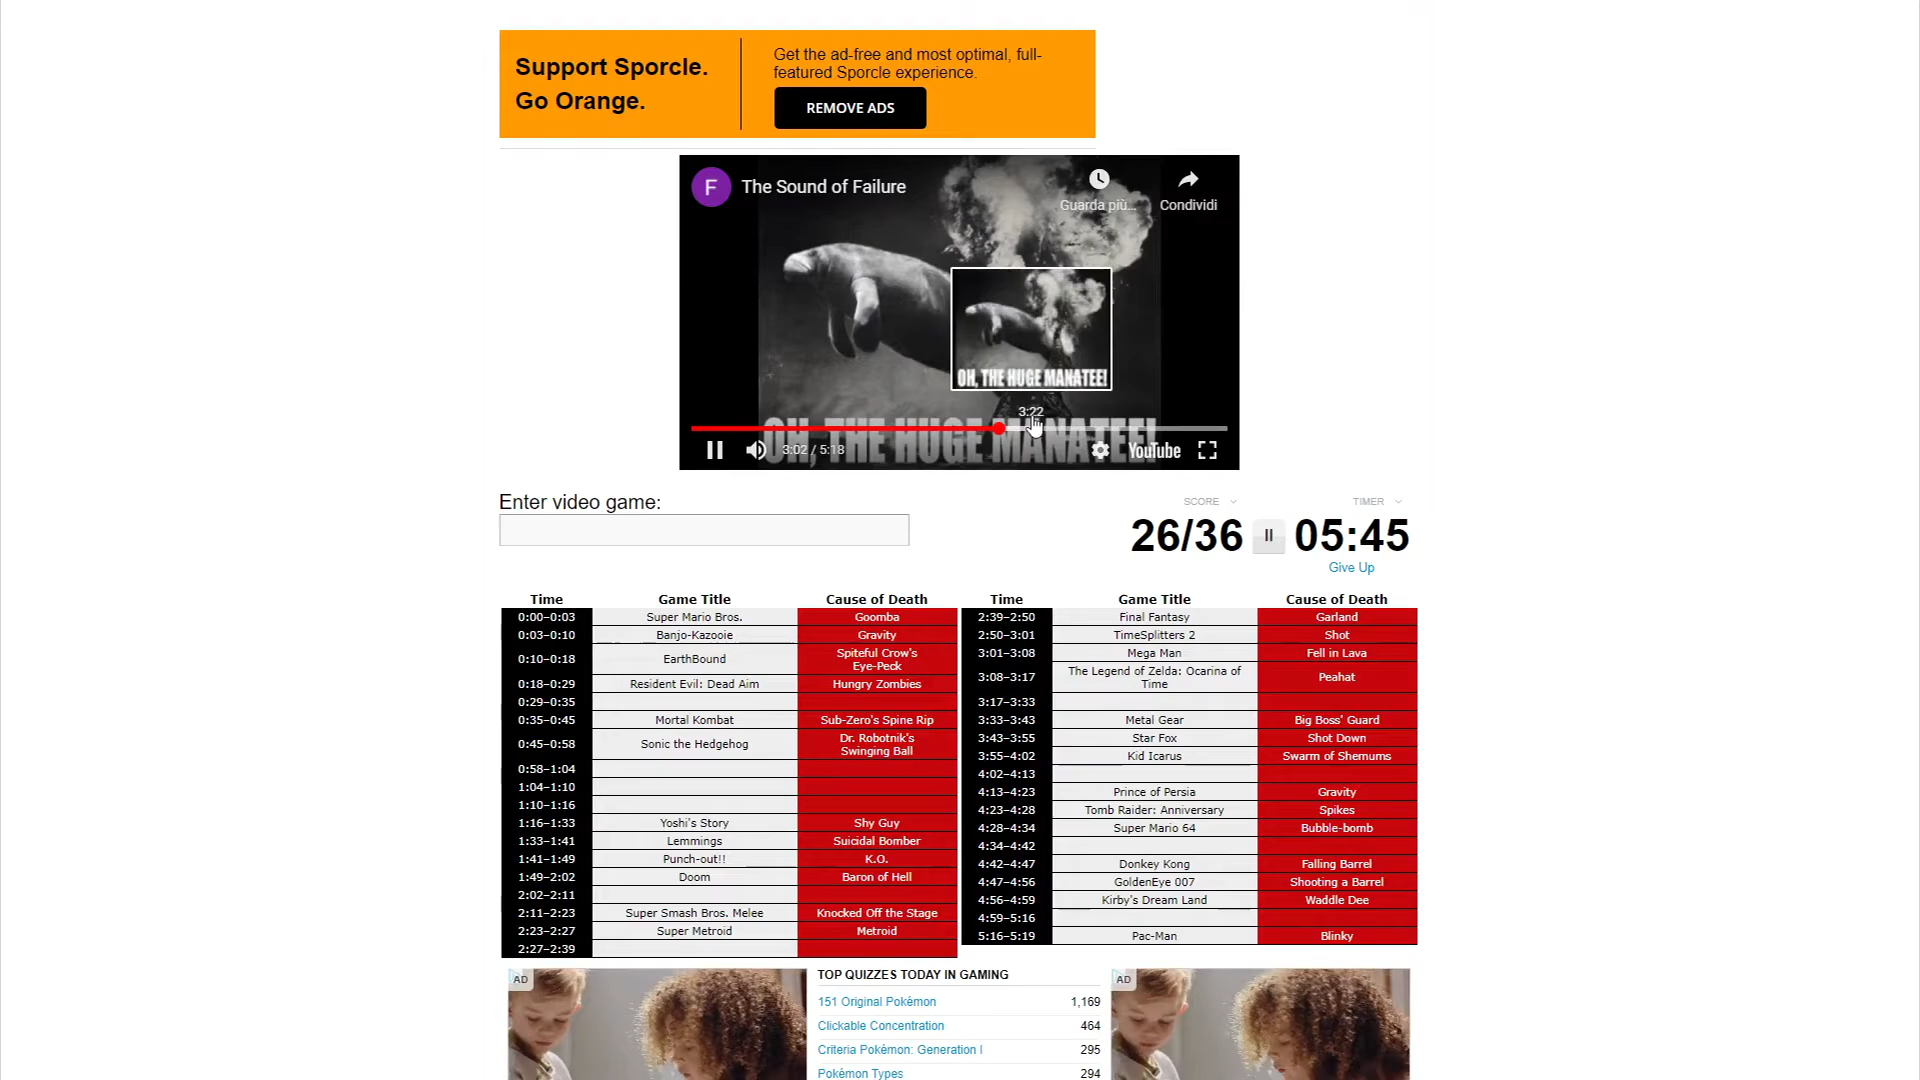 Support Sporcle.
Go Orange.
Get the ad-free and most optimal, full-
featured Sporcle experience.
REMOVE ADS
F
The Sound of Failure
Guarda più...
Condividi
OH, THE HUGE MANATEE!
3:22
OH, THE HUGE MANATEE!
3:02 / 5:18
YouTube
Enter video game:
SCORE
TIMER
26/36
05:45
Give Up
Time Game Title Cause of Death
0:00–0:03 Super Mario Bros. Goomba
0:03–0:10 Banjo-Kazooie Gravity
0:10–0:18 EarthBound Spiteful Crow's
Eye-Peck
0:18–0:29 Resident Evil: Dead Aim Hungry Zombies
0:29–0:35
0:35–0:45 Mortal Kombat Sub-Zero's Spine Rip
0:45–0:58 Sonic the Hedgehog Dr. Robotnik's
Swinging Ball
0:58–1:04
1:04–1:10
1:10–1:16
1:16–1:33 Yoshi's Story Shy Guy
1:33–1:41 Lemmings Suicidal Bomber
1:41–1:49 Punch-out!! K.O.
1:49–2:02 Doom Baron of Hell
2:02–2:11
2:11–2:23 Super Smash Bros. Melee Knocked Off the Stage
2:23–2:27 Super Metroid Metroid
2:27–2:39
Time Game Title Cause of Death
2:39–2:50 Final Fantasy Garland
2:50–3:01 TimeSplitters 2 Shot
3:01–3:08 Mega Man Fell in Lava
3:08–3:17 The Legend of Zelda: Ocarina of
Time Peahat
3:17–3:33
3:33–3:43 Metal Gear Big Boss' Guard
3:43–3:55 Star Fox Shot Down
3:55–4:02 Kid Icarus Swarm of Shemums
4:02–4:13
4:13–4:23 Prince of Persia Gravity
4:23–4:28 Tomb Raider: Anniversary Spikes
4:28–4:34 Super Mario 64 Bubble-bomb
4:34–4:42
4:42–4:47 Donkey Kong Falling Barrel
4:47–4:56 GoldenEye 007 Shooting a Barrel
4:56–4:59 Kirby's Dream Land Waddle Dee
4:59–5:16
5:16–5:19 Pac-Man Blinky
AD
TOP QUIZZES TODAY IN GAMING
151 Original Pokémon 1,169
Clickable Concentration 464
Criteria Pokémon: Generation I 295
Pokémon Types 294
AD